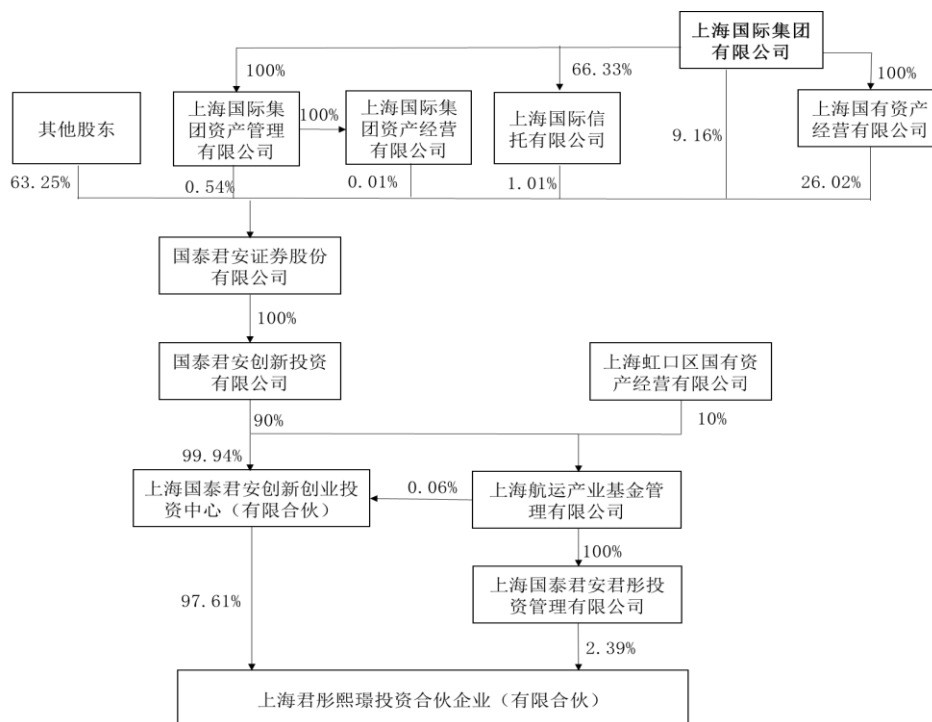 上海国际集团
有限公司
100%
66.33%
100%
其他股东
上海国际集
团资产管理
有限公司
100%
上海国际集
团资产经营
有限公司
上海国际信
托有限公司
9.16%
上海国有资产
经营有限公司
63.25%
0.54%
0.01%
1.01%
26.02%
国泰君安证券股份
有限公司
100%
国泰君安创新投资
有限公司
上海虹口区国有资
产经营有限公司
90%
10%
99.94%
上海国泰君安创新创业投
资中心（有限合伙）
0.06%
上海航运产业基金管
理有限公司
100%
上海国泰君安君彤投
资管理有限公司
97.61%
2.39%
上海君彤熙璟投资合伙企业（有限合伙）